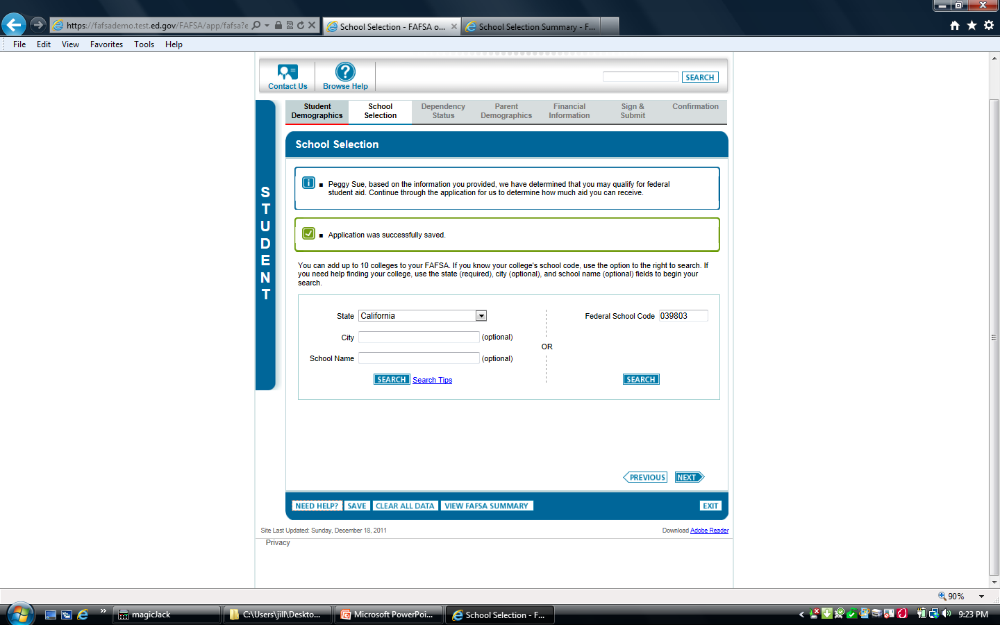 https://fafsademo.test.ed.gov/FAFSA/app/fafsa?e
School Selection - FAFSA o...
School Selection Summary - F...
File Edit View Favorites Tools Help
Contact Us
Browse Help
SEARCH
Student Demographics
School Selection
Dependency Status
Parent Demographics
Financial Information
Sign & Submit
Confirmation
STUDENT
School Selection
Peggy Sue, based on the information you provided, we have determined that you may qualify for federal
student aid. Continue through the application for us to determine how much aid you can receive.
Application was successfully saved.
You can add up to 10 colleges to your FAFSA. If you know your college's school code, use the option to the right to search. If
you need help finding your college, use the state (required), city (optional), and school name (optional) fields to begin your
search.
State California
City (optional)
School Name (optional)
SEARCH Search Tips
OR
Federal School Code 039803
SEARCH
PREVIOUS NEXT
NEED HELP? SAVE CLEAR ALL DATA VIEW FAFSA SUMMARY EXIT
Site Last Updated: Sunday, December 18, 2011
Download Adobe Reader
Privacy
90%
magicJack
C:\Users\jill\Deskto...
Microsoft PowerPoi...
School Selection - F...
9:23 PM